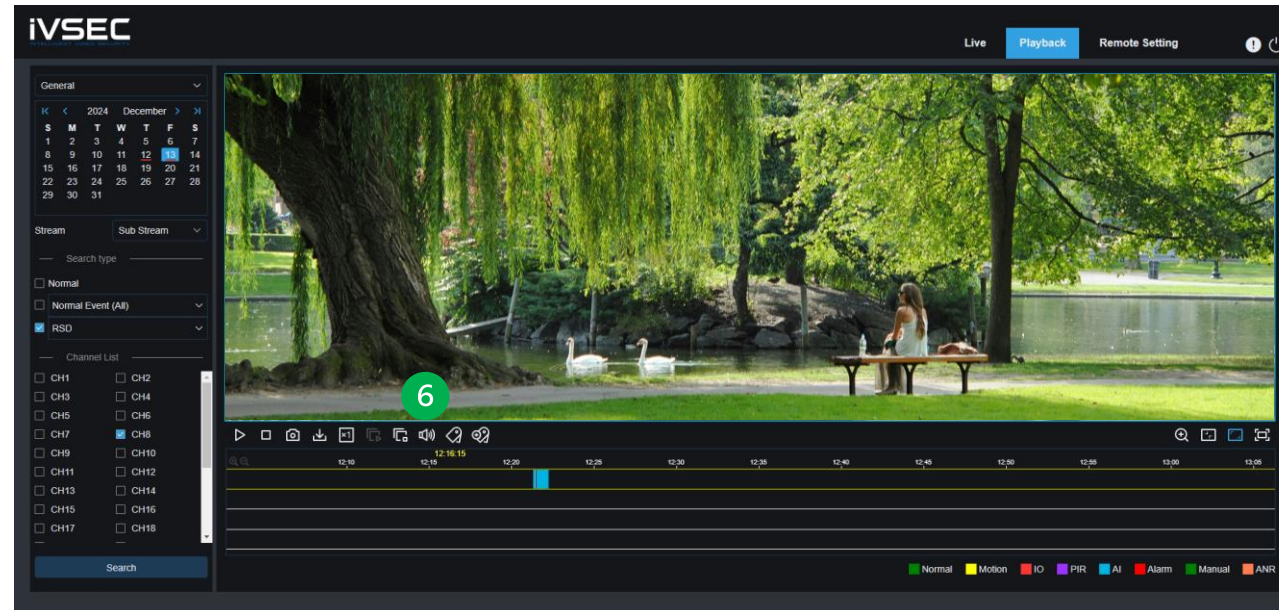 iVSEC
INTELLIGENT VIDEO SECURITY
Live Playback Remote Setting
General
2024 December
S M T W T F S
1 2 3 4 5 6 7
8 9 10 11 12 13 14
15 16 17 18 19 20 21
22 23 24 25 26 27 28
29 30 31
Stream Sub Stream
Search type
Normal
Normal Event (All)
RSD
Channel List
CH1 CH2
CH3 CH4
CH5 CH6
CH7 CH8
CH9 CH10
CH11 CH12
CH13 CH14
CH15 CH16
CH17 CH18
Search
6
×1
12:16:15
12:10 12:15 12:20 12:25 12:30 12:35 12:40 12:45 12:50 12:55 13:00 13:05
Normal Motion IO PIR AI Alarm Manual ANR